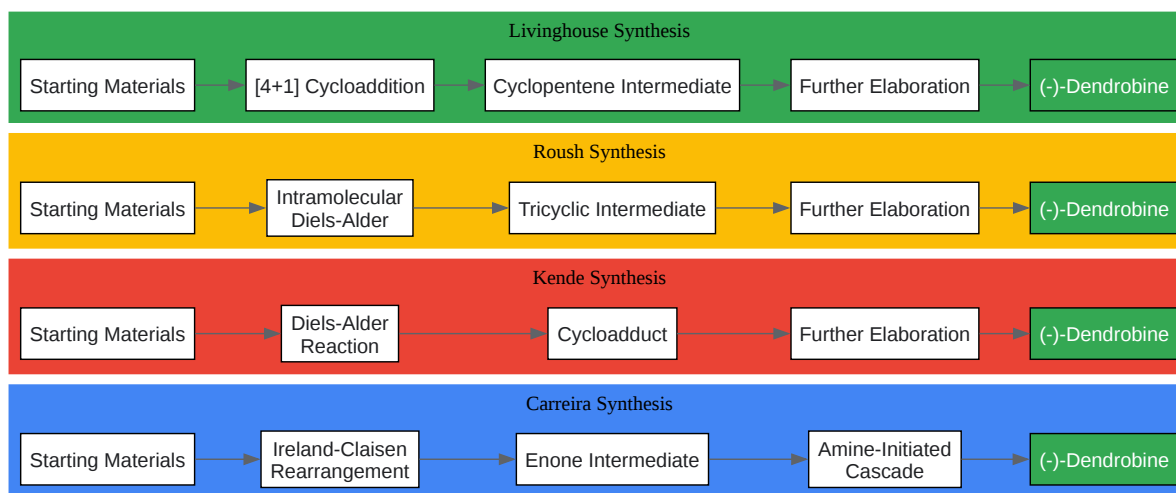 Livinghouse Synthesis
Starting Materials
[4+1] Cycloaddition
Cyclopentene Intermediate
Further Elaboration
(-)-Dendrobine
Roush Synthesis
Starting Materials
Intramolecular
Diels-Alder
Tricyclic Intermediate
Further Elaboration
(-)-Dendrobine
Kende Synthesis
Starting Materials
Diels-Alder
Reaction
Cycloadduct
Further Elaboration
(-)-Dendrobine
Carreira Synthesis
Starting Materials
Ireland-Claisen
Rearrangement
Enone Intermediate
Amine-Initiated
Cascade
(-)-Dendrobine